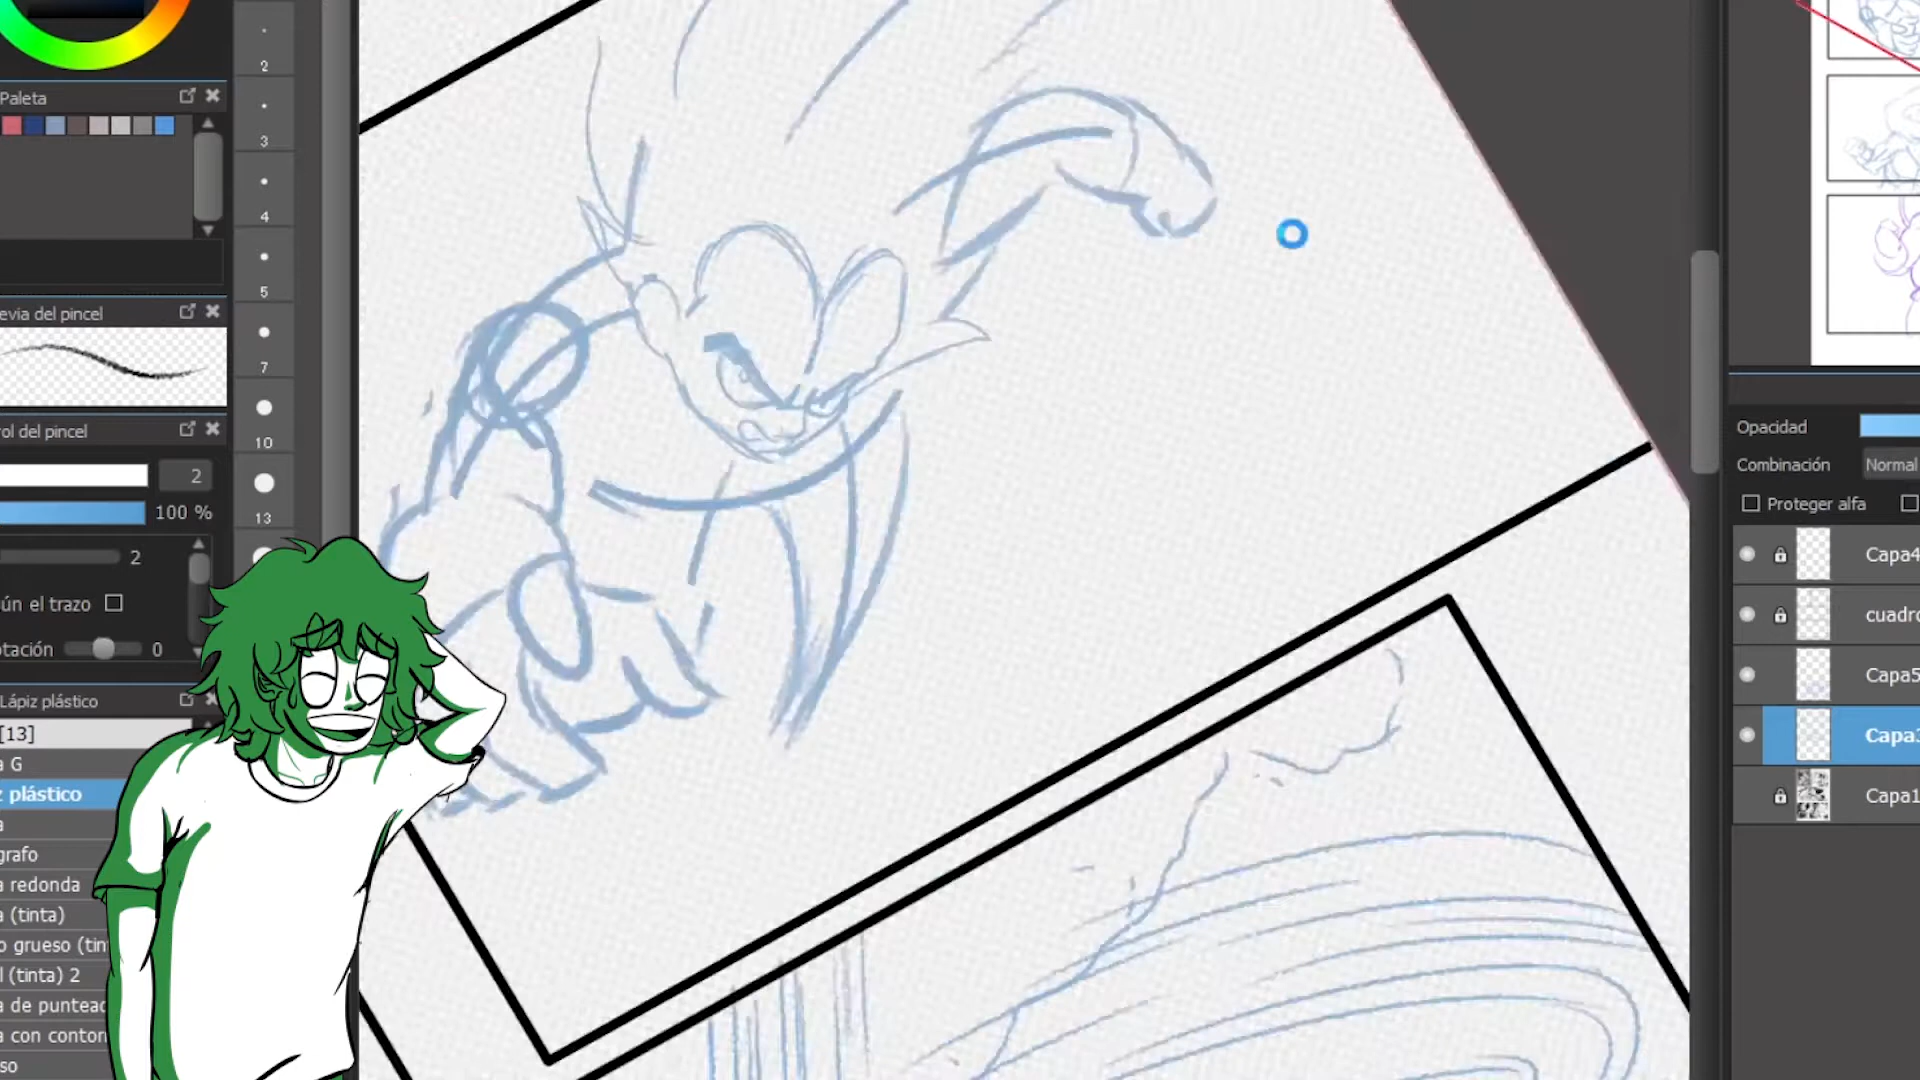 Paleta
evia del pincel
ol del pincel
2
100 %
2
ún el trazo
otación 0
Lápiz plástico
[13]
a G
z plástico
a
grafo
a redonda
a (tinta)
o grueso (tin
l (tinta) 2
a de puntead
a con contor
so
2
3
4
5
7
10
13
Opacidad
Combinación Normal
Proteger alfa
Capa4
cuadro
Capa5
Capa3
Capa1